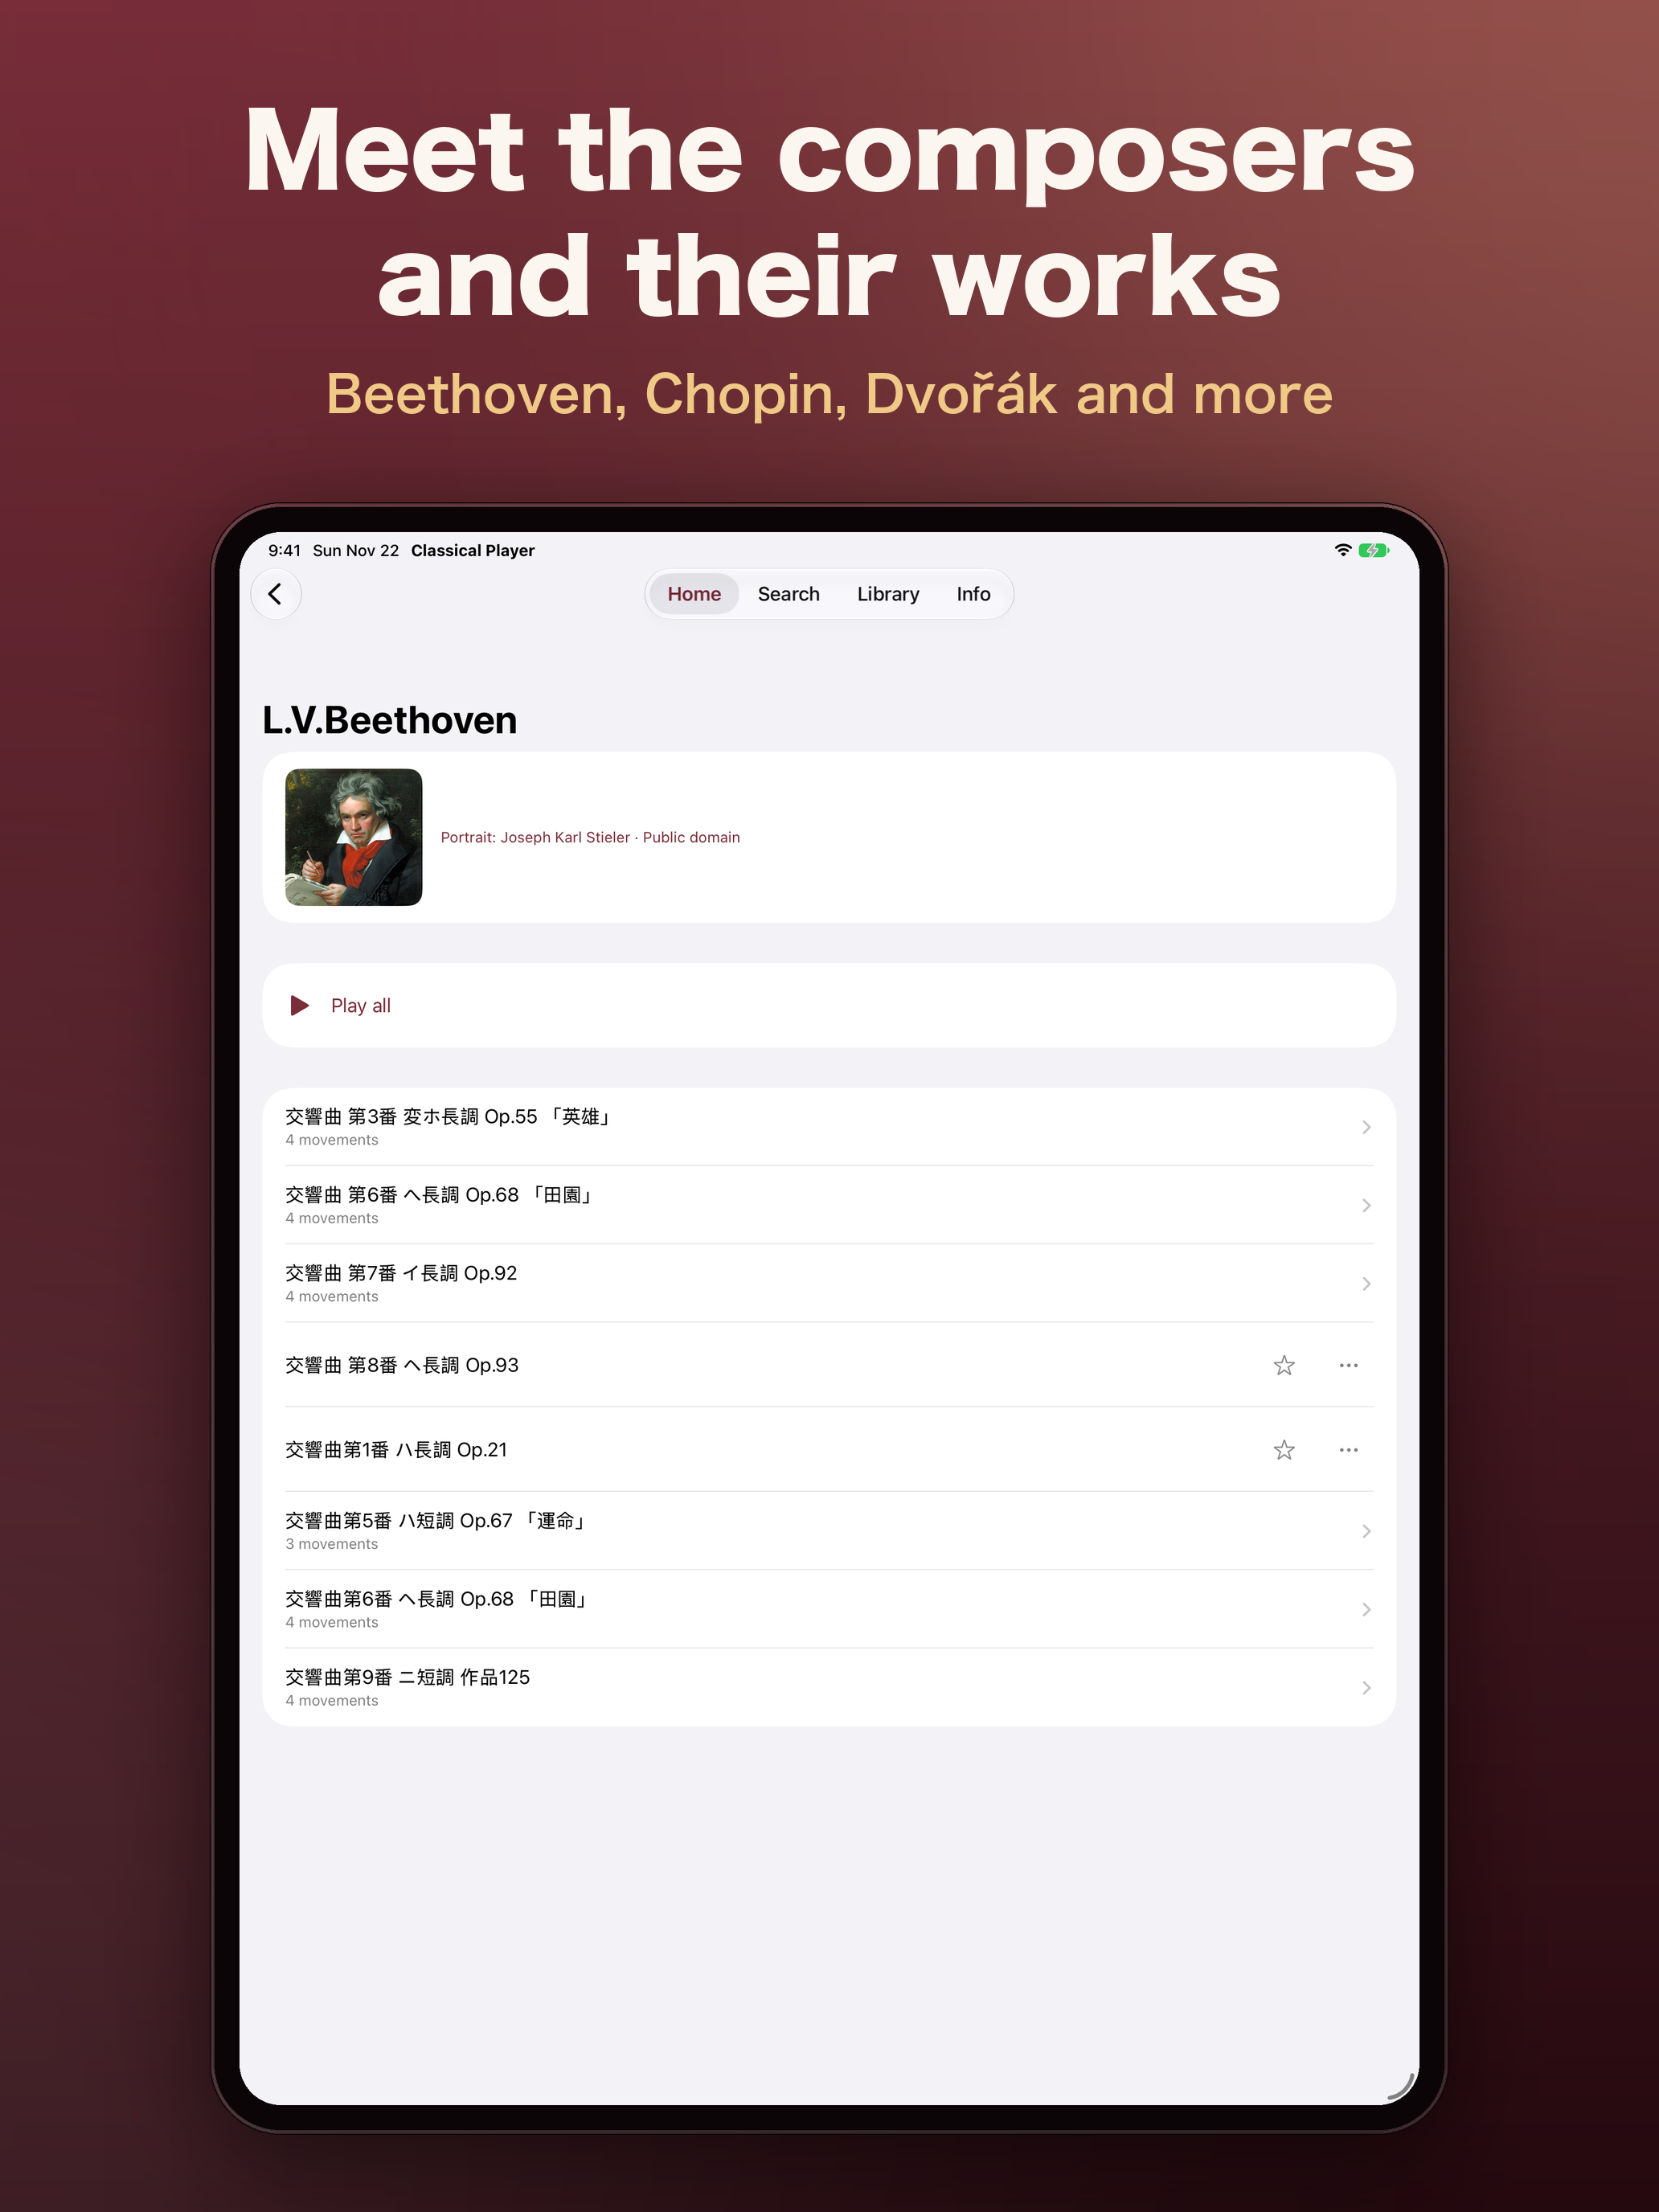 Meet the composers
and their works
Beethoven, Chopin, Dvořák and more
9:41 Sun Nov 22 Classical Player
Home Search Library Info
L.V.Beethoven
Portrait: Joseph Karl Stieler · Public domain
Play all
交響曲 第3番 変ホ長調 Op.55 「英雄」
4 movements
交響曲 第6番 ヘ長調 Op.68 「田園」
4 movements
交響曲 第7番 イ長調 Op.92
4 movements
交響曲 第8番 ヘ長調 Op.93
交響曲第1番 ハ長調 Op.21
交響曲第5番 ハ短調 Op.67 「運命」
3 movements
交響曲第6番 ヘ長調 Op.68 「田園」
4 movements
交響曲第9番 ニ短調 作品125
4 movements